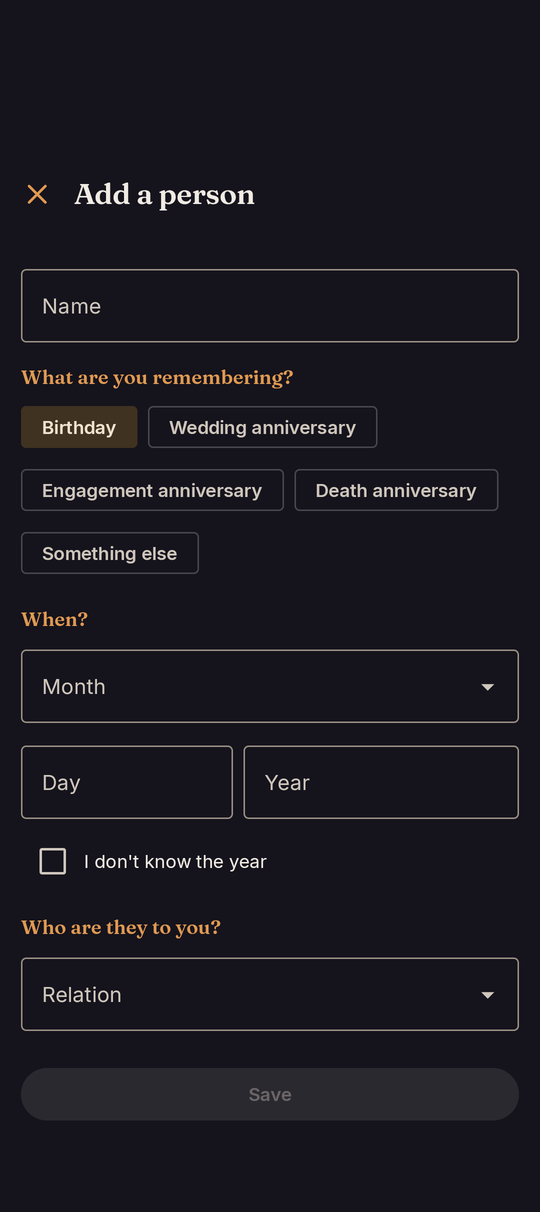 Add a person
Name
What are you remembering?
Birthday
Wedding anniversary
Engagement anniversary
Death anniversary
Something else
When?
Month
Day
Year
I don't know the year
Who are they to you?
Relation
Save